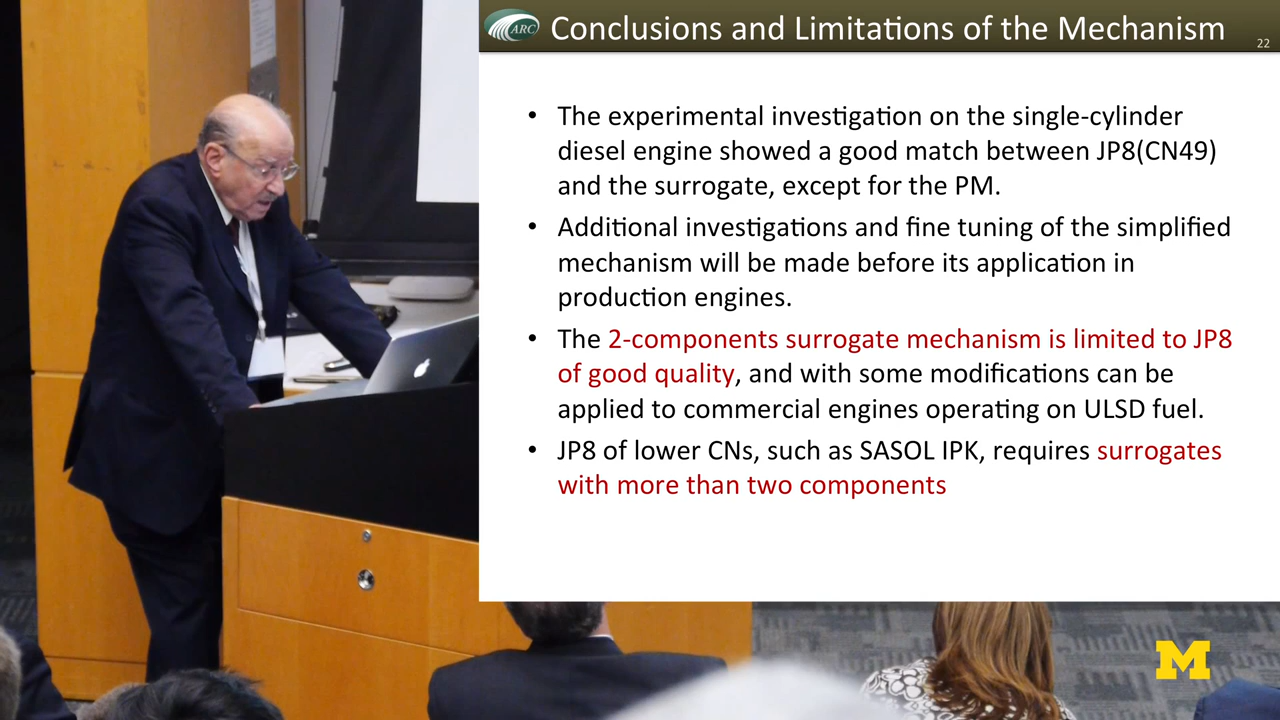 ARC
Conclusions and Limitations of the Mechanism
22
• The experimental investigation on the single-cylinder
diesel engine showed a good match between JP8(CN49)
and the surrogate, except for the PM.
• Additional investigations and fine tuning of the simplified
mechanism will be made before its application in
production engines.
• The 2-components surrogate mechanism is limited to JP8
of good quality, and with some modifications can be
applied to commercial engines operating on ULSD fuel.
• JP8 of lower CNs, such as SASOL IPK, requires surrogates
with more than two components
M